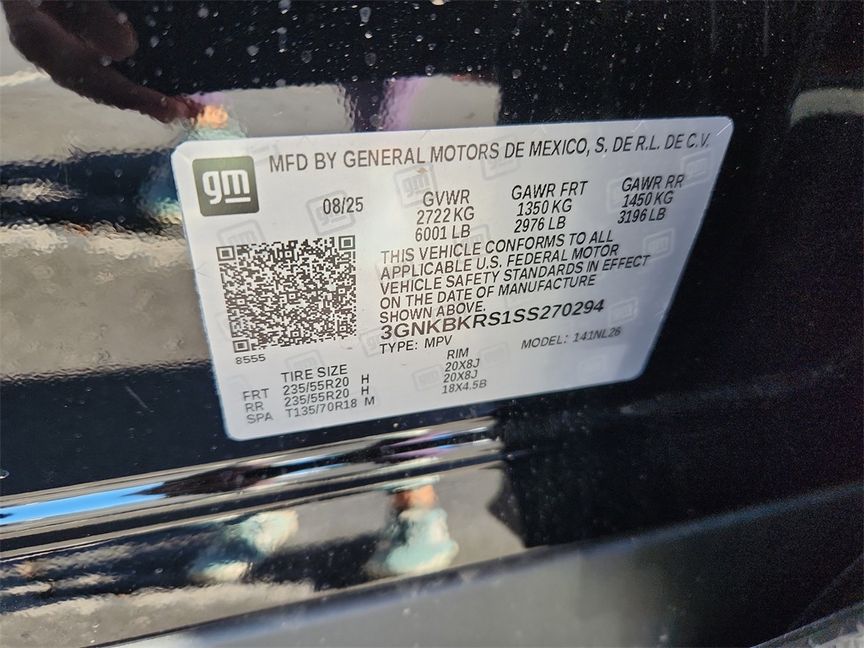 gm
MFD BY GENERAL MOTORS DE MEXICO, S. DE R.L. DE C.V.
08/25 GVWR GAWR FRT GAWR RR
2722 KG 1350 KG 1450 KG
6001 LB 2976 LB 3196 LB
THIS VEHICLE CONFORMS TO ALL
APPLICABLE U.S. FEDERAL MOTOR
VEHICLE SAFETY STANDARDS IN EFFECT
ON THE DATE OF MANUFACTURE
SHOWN ABOVE.
3GNKBKRS1SS270294
TYPE: MPV MODEL: 141NL26
8555
TIRE SIZE RIM
FRT 235/55R20 H 20X8J
RR 235/55R20 H 20X8J
SPA T135/70R18 M 18X4.5B